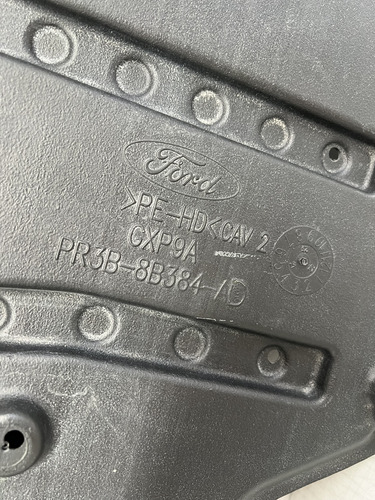 Ford
>PE-HD< CAV 2
GXP9A
PR3B-8B384-AD